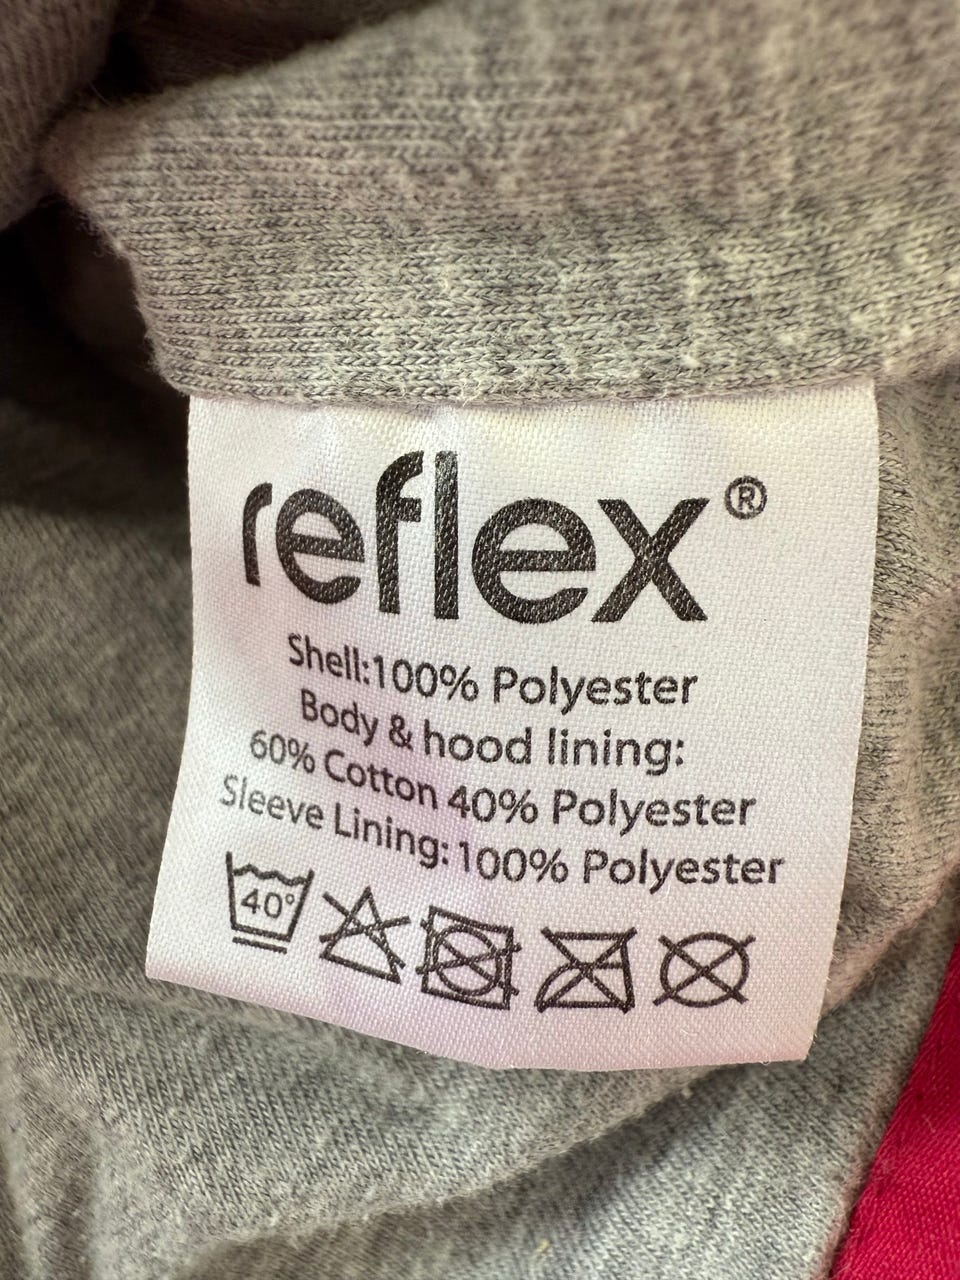 reflex®
Shell:100% Polyester
Body & hood lining:
60% Cotton 40% Polyester
Sleeve Lining: 100% Polyester
40°